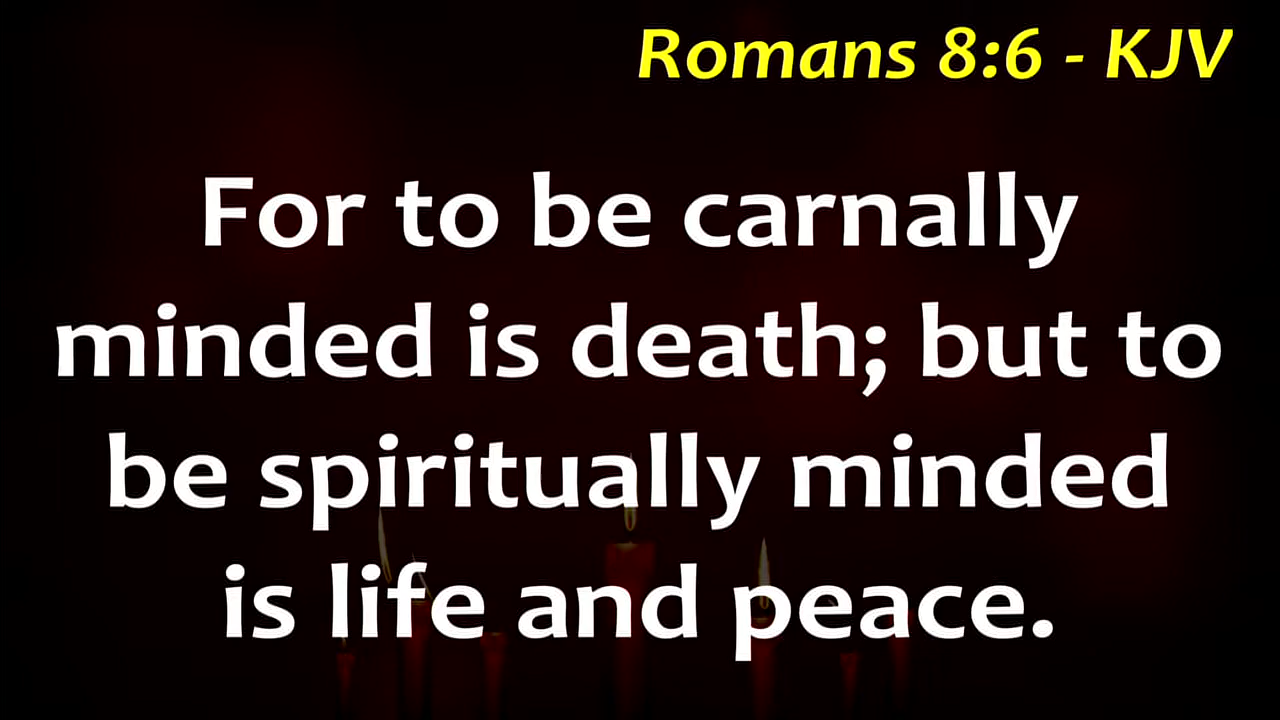 Romans 8:6 - KJV
For to be carnally
minded is death; but to
be spiritually minded
is life and peace.